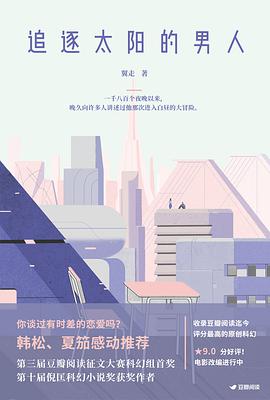 追逐太阳的男人
翼走 著
一千八百个夜晚以来，
晚久向许多人讲述过他那次进入白昼的大冒险。
你谈过有时差的恋爱吗？
韩松、夏笳感动推荐
第三届豆瓣阅读征文大赛科幻组首奖
第十届倪匡科幻小说奖获奖作者
收录豆瓣阅读迄今
评分最高的原创科幻
★9.0 分好评！
电影改编进行中
豆瓣阅读